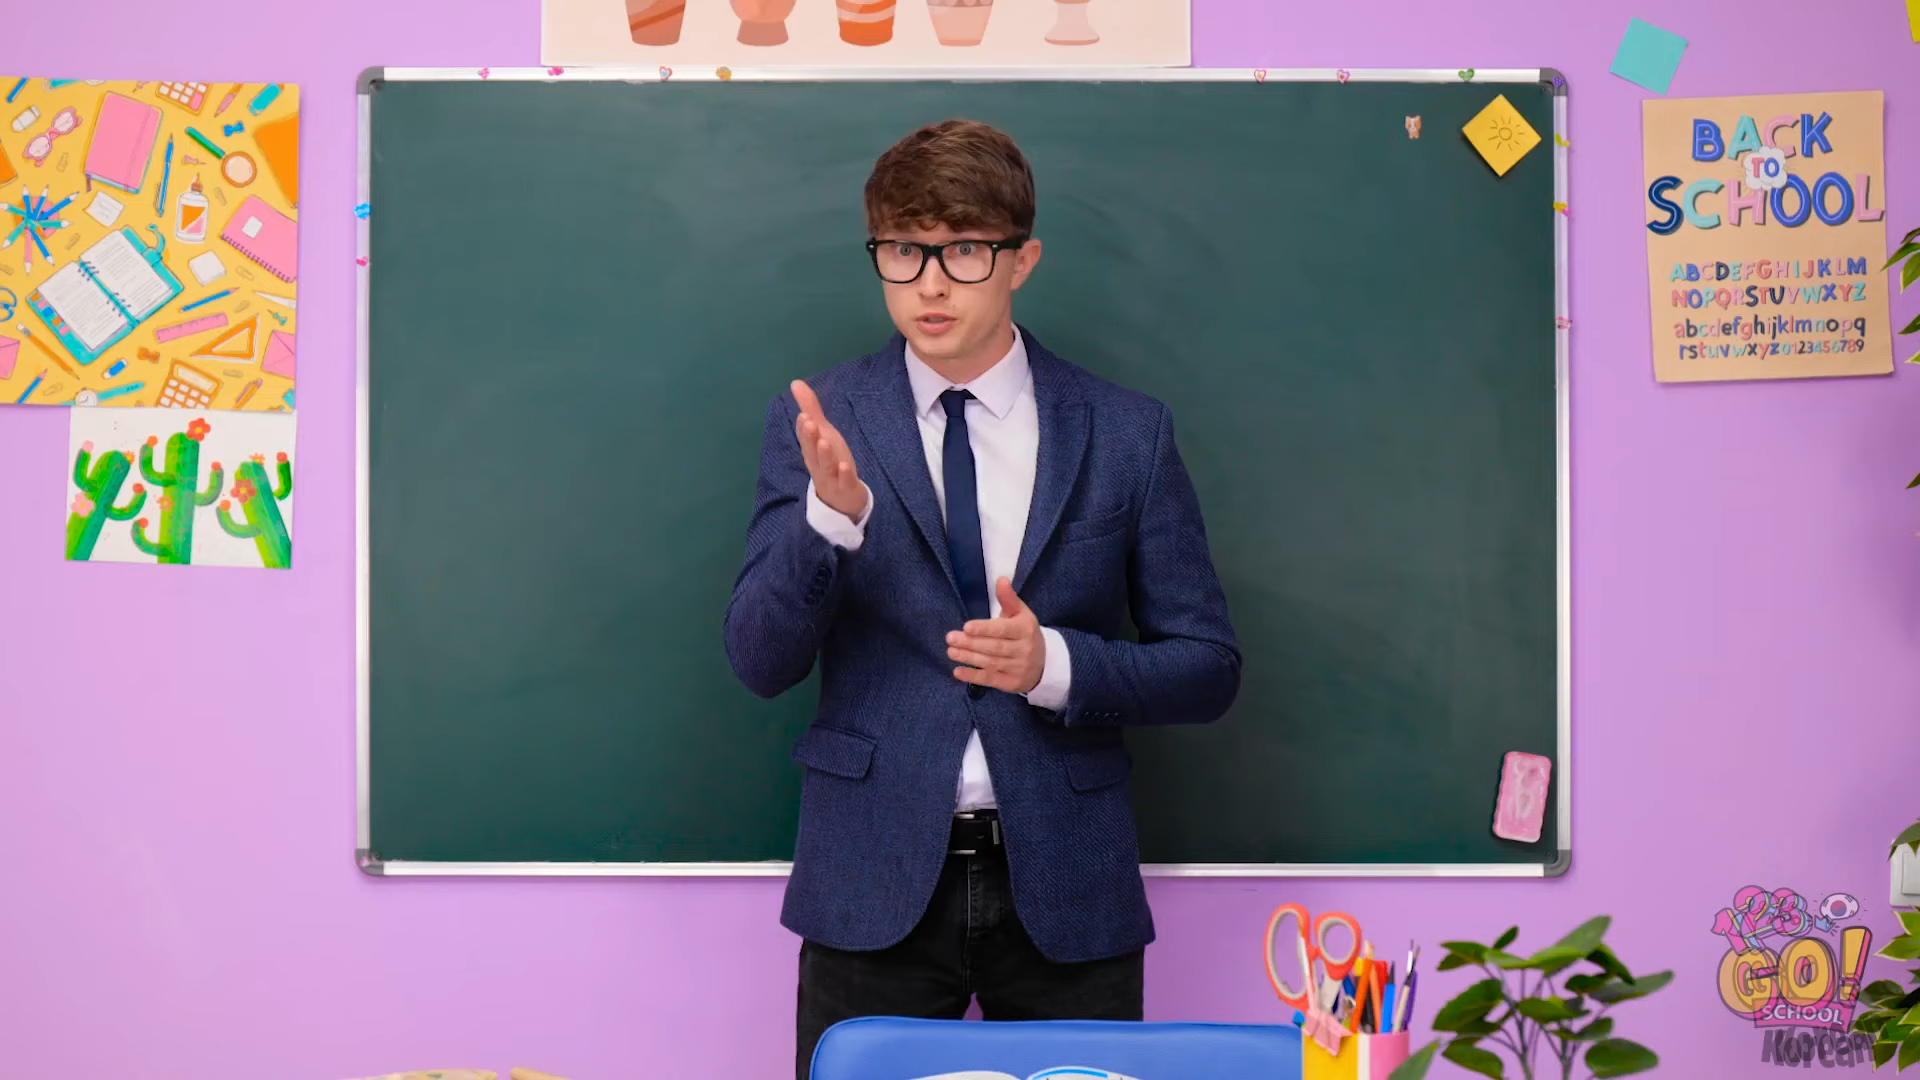 BACK
TO
SCHOOL
ABCDEFGHIJKLM
NOPQRSTUVWXYZ
abcdefghijklmnopq
rstuvwxyz0123456789
123
GO!
SCHOOL
Korean